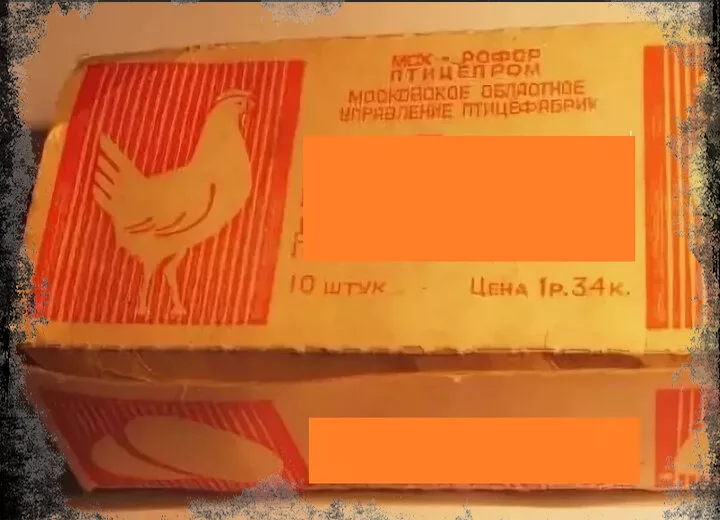 МСХ - РСФСР
ПТИЦЕПРОМ
МОСКОВСКОЕ ОБЛАСТНОЕ
УПРАВЛЕНИЕ ПТИЦЕФАБРИК
10 ШТУК - ЦЕНА 1Р.34К.